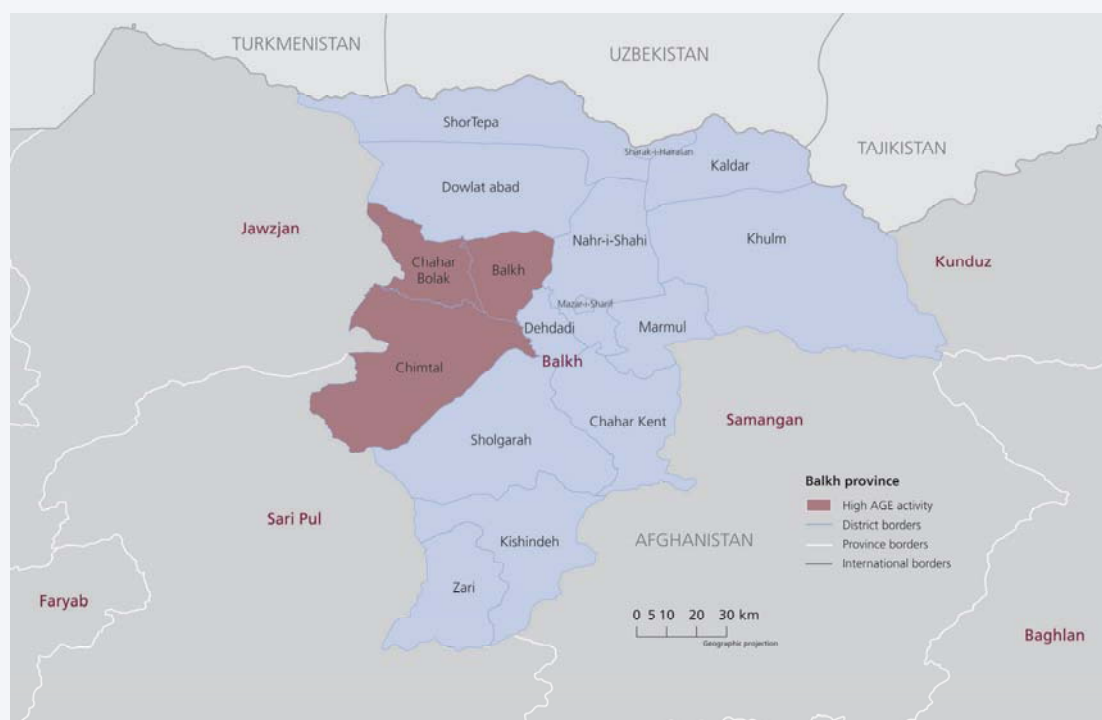 TURKMENISTAN
UZBEKISTAN
TAJIKISTAN
ShorTepa
Sharak-i-Hairatan
Kaldar
Dowlat abad
Jawzjan
Nahr-i-Shahi
Khulm
Kunduz
Chahar
Bolak
Balkh
Mazar-i-Sharif
Dehdadi
Marmul
Balkh
Chimtal
Chahar Kent
Samangan
Sholgarah
Balkh province
High AGE activity
District borders
Province borders
International borders
Sari Pul
Kishindeh
AFGHANISTAN
Zari
Faryab
0 5 10 20 30 km
Geographic projection
Baghlan